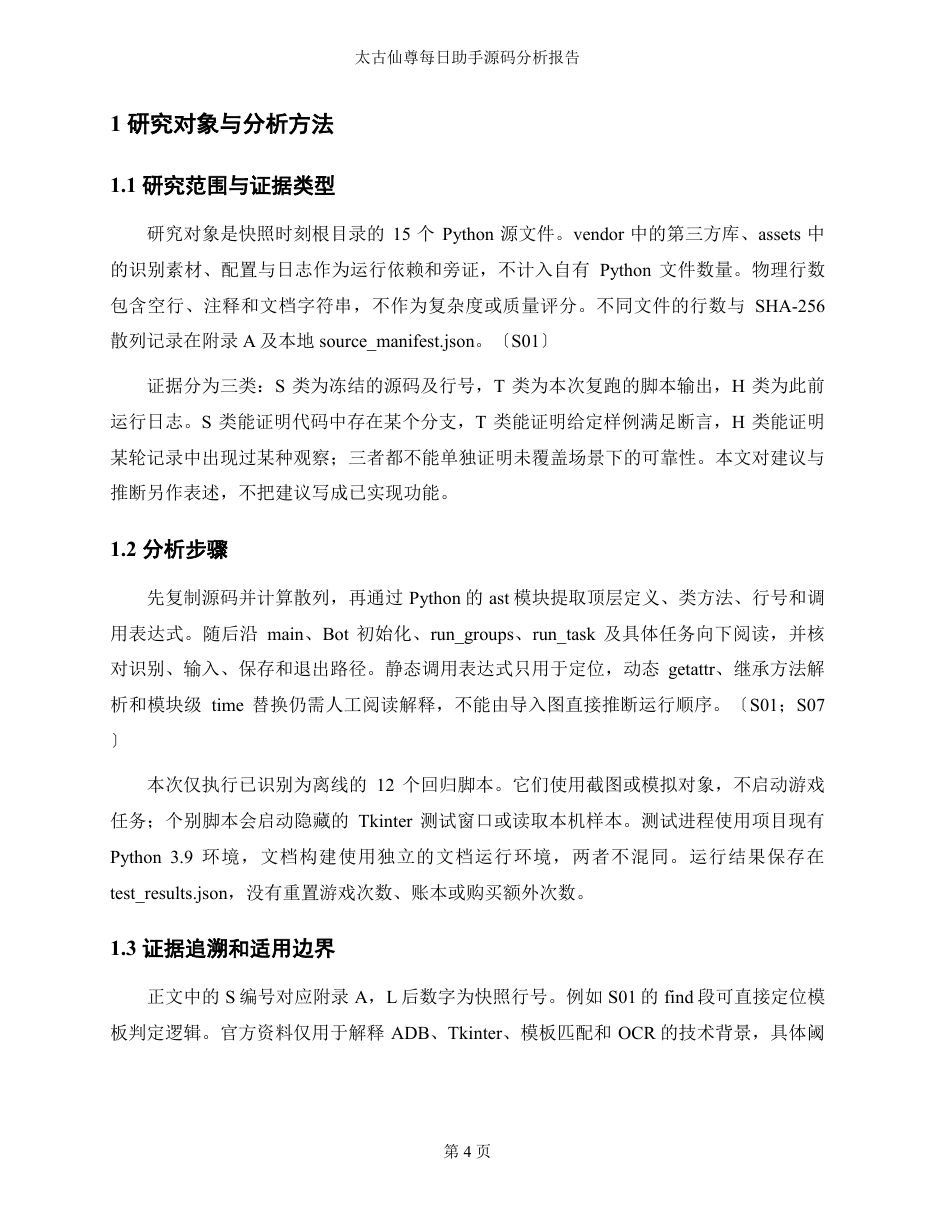 太古仙尊每日助手源码分析报告
1 研究对象与分析方法
1.1 研究范围与证据类型
研究对象是快照时刻根目录的 15 个 Python 源文件。vendor 中的第三方库、assets 中
的识别素材、配置与日志作为运行依赖和旁证，不计入自有 Python 文件数量。物理行数
包含空行、注释和文档字符串，不作为复杂度或质量评分。不同文件的行数与 SHA-256
散列记录在附录 A 及本地 source_manifest.json。〔S01〕
证据分为三类：S 类为冻结的源码及行号，T 类为本次复跑的脚本输出，H 类为此前
运行日志。S 类能证明代码中存在某个分支，T 类能证明给定样例满足断言，H 类能证明
某轮记录中出现过某种观察；三者都不能单独证明未覆盖场景下的可靠性。本文对建议与
推断另作表述，不把建议写成已实现功能。
1.2 分析步骤
先复制源码并计算散列，再通过 Python 的 ast 模块提取顶层定义、类方法、行号和调
用表达式。随后沿 main、Bot 初始化、run_groups、run_task 及具体任务向下阅读，并核
对识别、输入、保存和退出路径。静态调用表达式只用于定位，动态 getattr、继承方法解
析和模块级 time 替换仍需人工阅读解释，不能由导入图直接推断运行顺序。〔S01；S07
〕
本次仅执行已识别为离线的 12 个回归脚本。它们使用截图或模拟对象，不启动游戏
任务；个别脚本会启动隐藏的 Tkinter 测试窗口或读取本机样本。测试进程使用项目现有
Python 3.9 环境，文档构建使用独立的文档运行环境，两者不混同。运行结果保存在
test_results.json，没有重置游戏次数、账本或购买额外次数。
1.3 证据追溯和适用边界
正文中的 S 编号对应附录 A，L 后数字为快照行号。例如 S01 的 find 段可直接定位模
板判定逻辑。官方资料仅用于解释 ADB、Tkinter、模板匹配和 OCR 的技术背景，具体阈
第 4 页